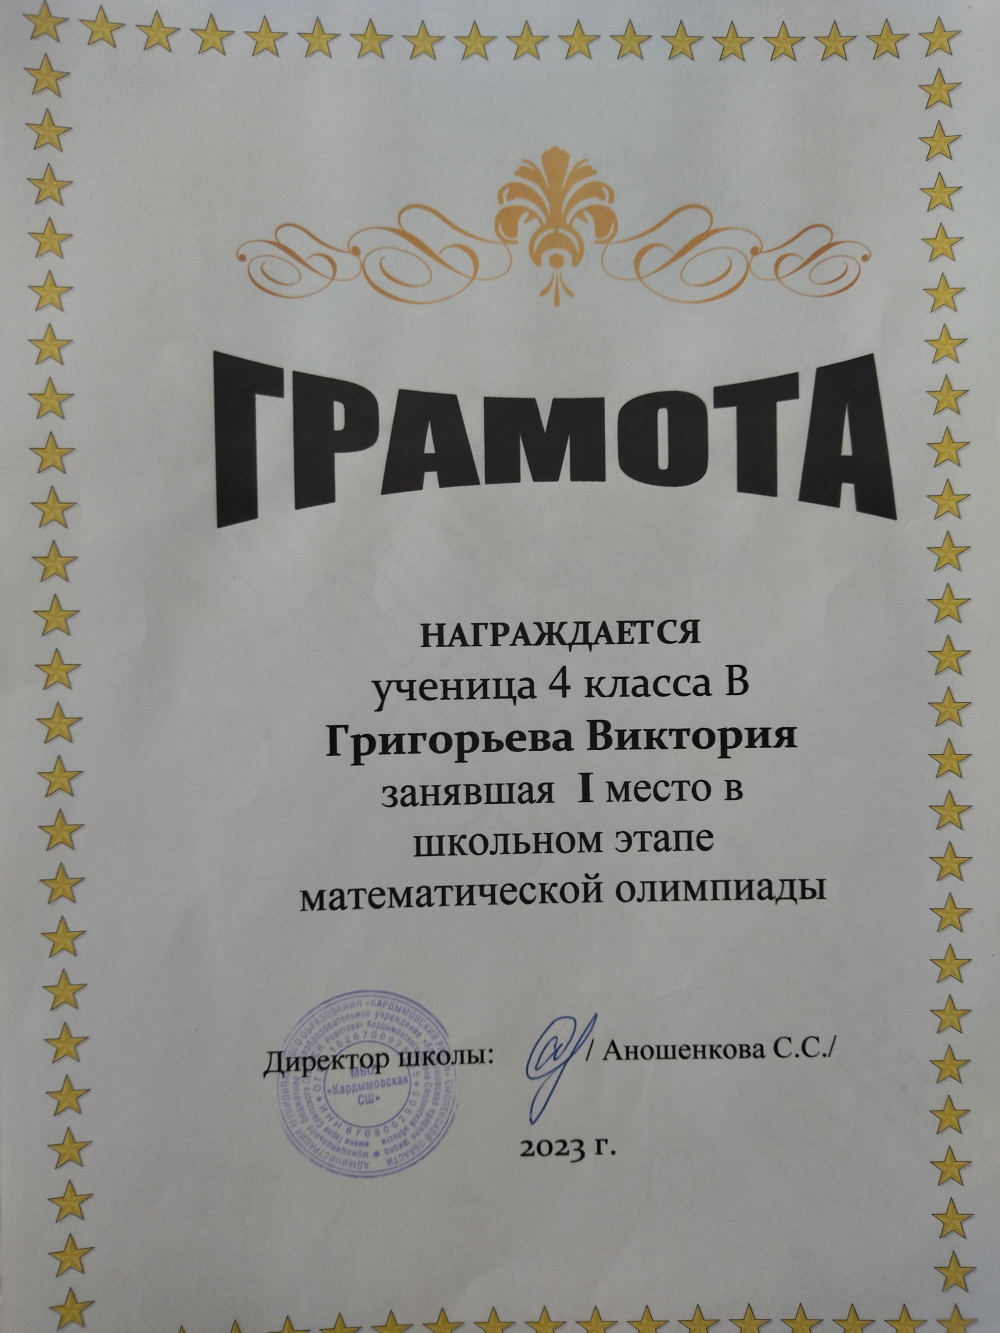 ГРАМОТА
НАГРАЖДАЕТСЯ
ученица 4 класса В
Григорьева Виктория
занявшая I место в
школьном этапе
математической олимпиады
Директор школы: / Аношенкова С.С./
МБОУ
«Кардымовская
СШ»
2023 г.